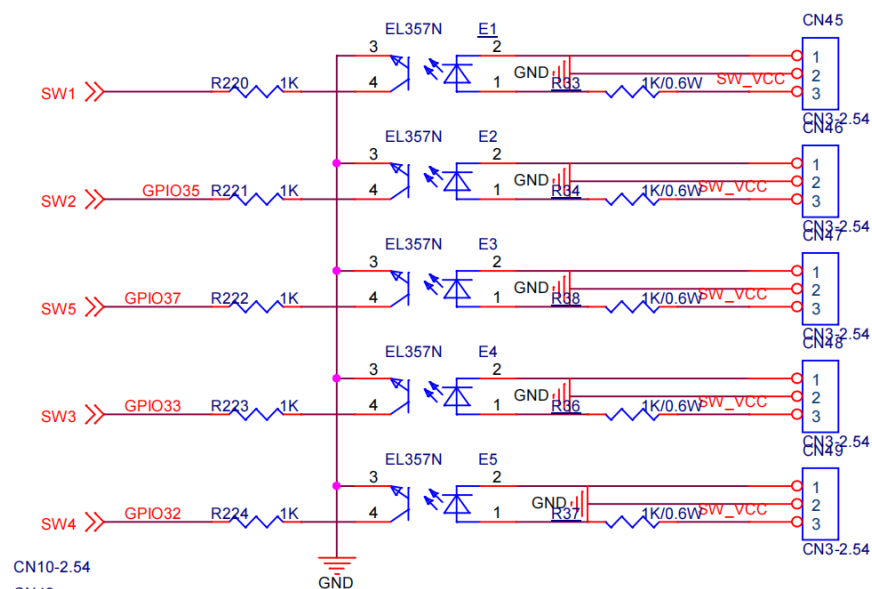 CN45
EL357N E1
3 2 1
GND 2
SW1 R220 1K 4 1 R33 1K/0.6W SW_VCC 3
CN3-2.54
CN46
EL357N E2
3 2 1
GND 2
SW2 GPIO35 R221 1K 4 1 R34 1K/0.6W SW_VCC 3
CN3-2.54
CN47
EL357N E3
3 2 1
GND 2
SW5 GPIO37 R222 1K 4 1 R38 1K/0.6W SW_VCC 3
CN3-2.54
CN48
EL357N E4
3 2 1
GND 2
SW3 GPIO33 R223 1K 4 1 R36 1K/0.6W SW_VCC 3
CN3-2.54
CN49
EL357N E5
3 2 1
GND 2
SW4 GPIO32 R224 1K 4 1 R37 1K/0.6W SW_VCC 3
CN3-2.54
CN10-2.54
GND